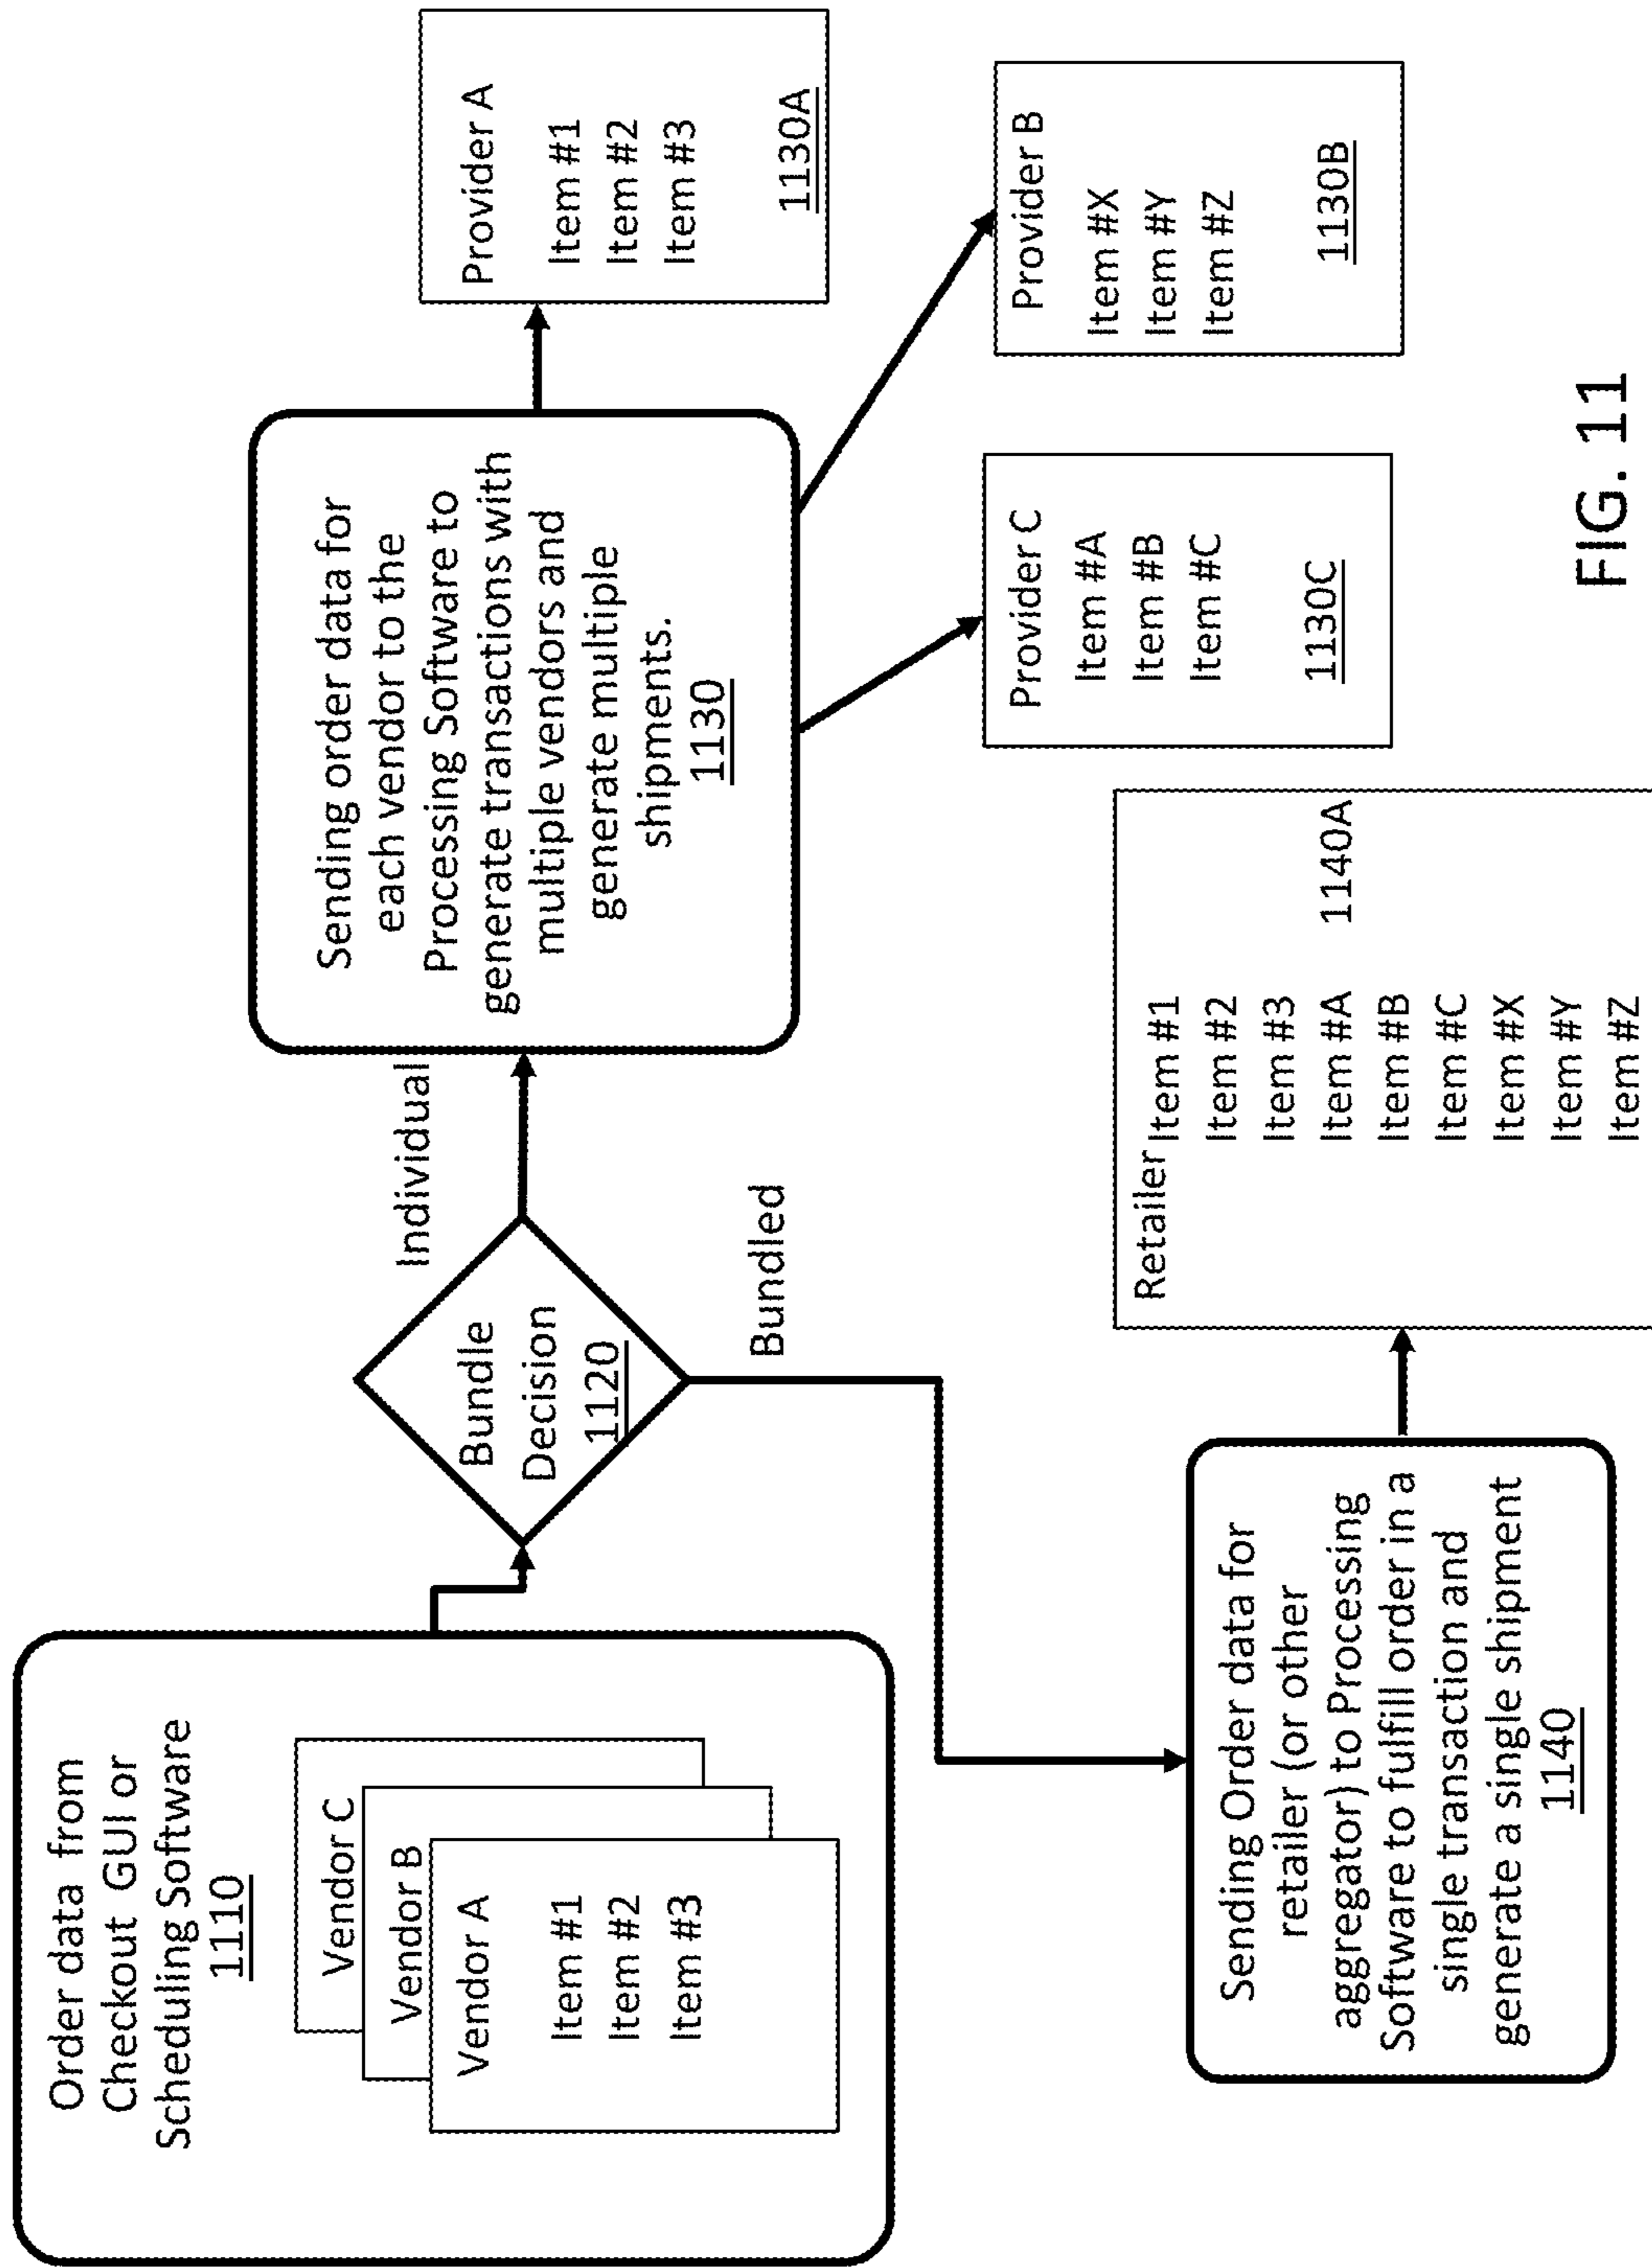 Order data from
Checkout GUI or
Scheduling Software
1110
Vendor C
Vendor B
Vendor A
Item #1
Item #2
Item #3
Bundle
Decision
1120
Individual
Bundled
Sending order data for
each vendor to the
Processing Software to
generate transactions with
multiple vendors and
generate multiple
shipments.
1130
Provider A
Item #1
Item #2
Item #3
1130A
Provider B
Item #X
Item #Y
Item #Z
1130B
Provider C
Item #A
Item #B
Item #C
1130C
Sending Order data for
retailer (or other
aggregator) to Processing
Software to fulfill order in a
single transaction and
generate a single shipment
1140
Retailer Item #1
Item #2
Item #3
Item #A 1140A
Item #B
Item #C
Item #X
Item #Y
Item #Z
FIG. 11